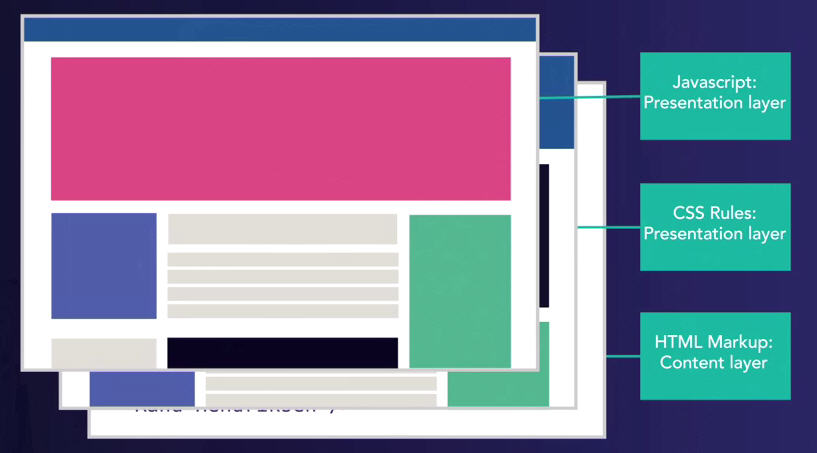 Javascript:
Presentation layer
CSS Rules:
Presentation layer
HTML Markup:
Content layer